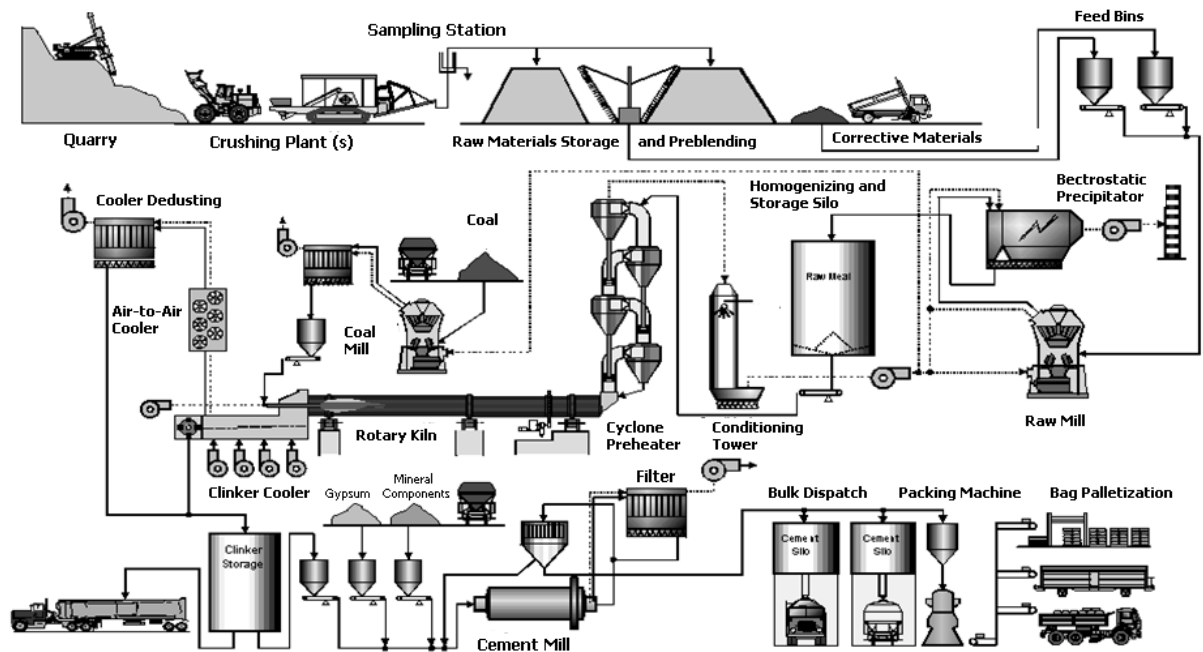 Feed Bins
Sampling Station
Quarry
Crushing Plant (s)
Raw Materials Storage and Preblending
Corrective Materials
Cooler Dedusting
Coal
Homogenizing and
Storage Silo
Bectrostatic
Precipitator
Raw Meal
Air-to-Air
Cooler
Coal
Mill
Rotary Kiln
Cyclone
Preheater
Conditioning
Tower
Raw Mill
Clinker Cooler
Gypsum
Mineral
Components
Filter
Bulk Dispatch
Packing Machine
Bag Palletization
Clinker
Storage
Cement
Silo
Cement
Silo
Cement Mill